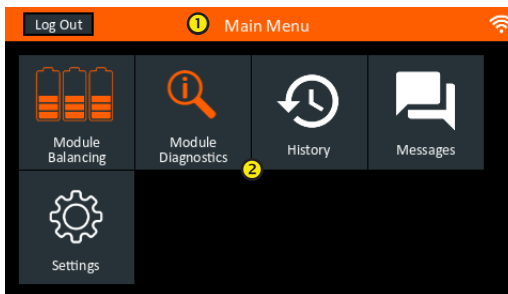 Log Out
1
Main Menu
Module
Balancing
Module
Diagnostics
History
Messages
2
Settings